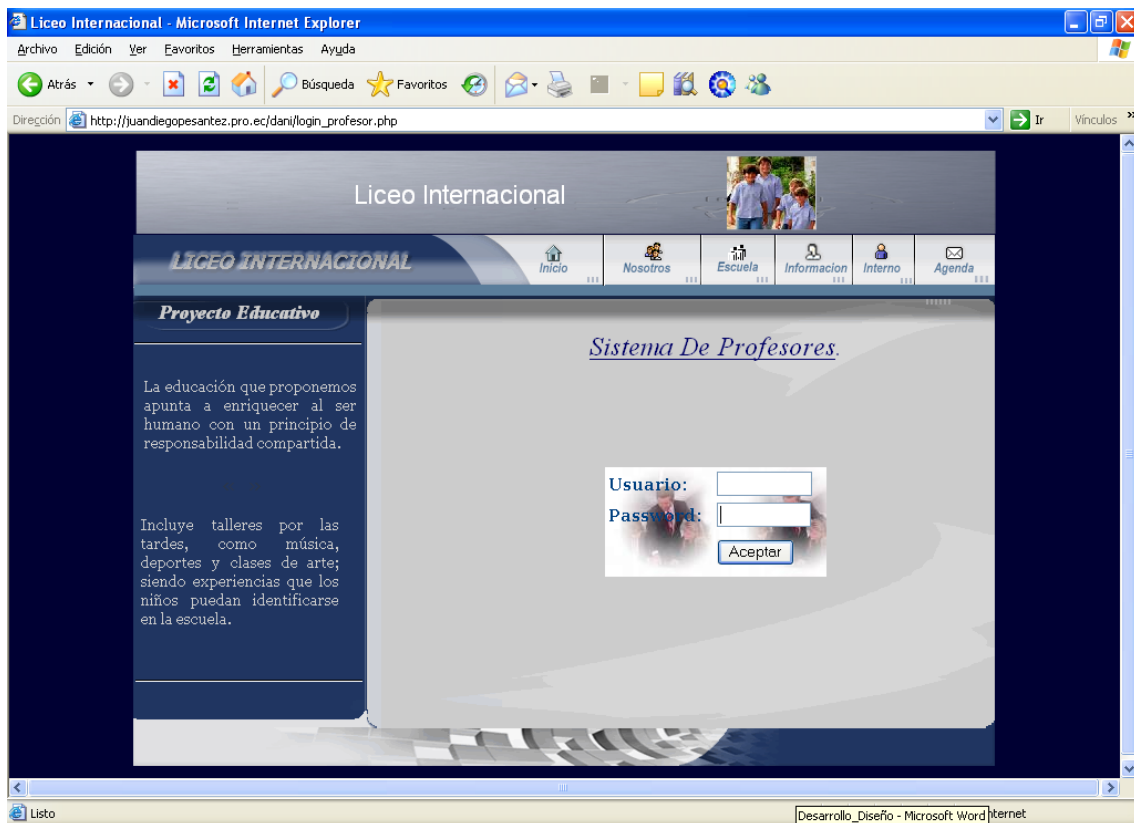 Liceo Internacional - Microsoft Internet Explorer
Archivo Edición Ver Favoritos Herramientas Ayuda
Atrás Búsqueda Favoritos
Dirección http://juandiegopesantez.pro.ec/dani/login_profesor.php Ir Vínculos »
Liceo Internacional
LICEO INTERNACIONAL
Inicio Nosotros Escuela Informacion Interno Agenda
Proyecto Educativo
La educación que proponemos
apunta a enriquecer al ser
humano con un principio de
responsabilidad compartida.
Incluye talleres por las
tardes, como música,
deportes y clases de arte;
siendo experiencias que los
niños puedan identificarse
en la escuela.
Sistema De Profesores.
Usuario:
Password:
Aceptar
Listo
Desarrollo_Diseño - Microsoft Word nternet